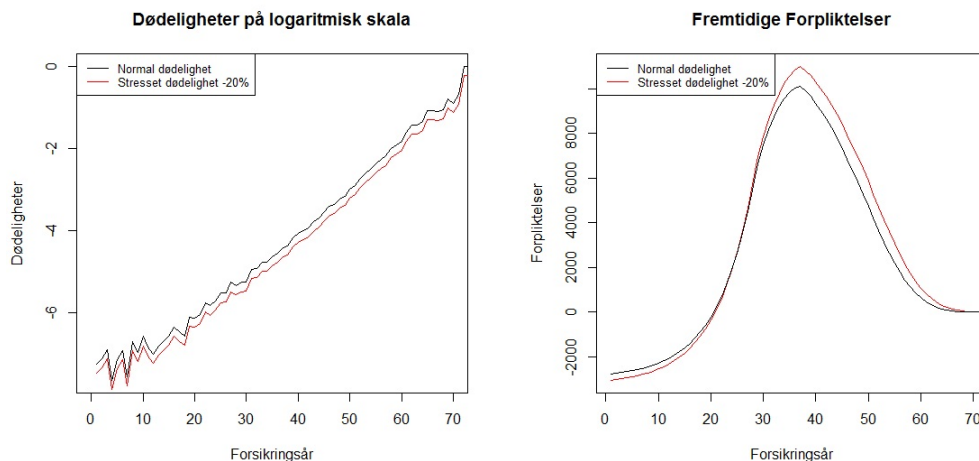 Dødeligheter på logaritmisk skala
Normal dødelighet
Stresset dødelighet -20%
Dødeligheter
0
-2
-4
-6
0 10 20 30 40 50 60 70
Forsikringsår
Fremtidige Forpliktelser
Normal dødelighet
Stresset dødelighet -20%
Forpliktelser
8000
6000
4000
2000
0
-2000
0 10 20 30 40 50 60 70
Forsikringsår